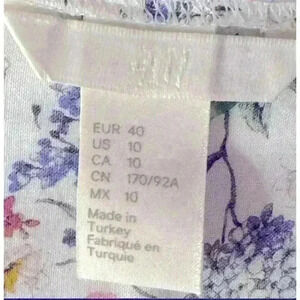 H&M
EUR 40
US 10
CA 10
CN 170/92A
MX 10
Made in
Turkey
Fabriqué en
Turquie